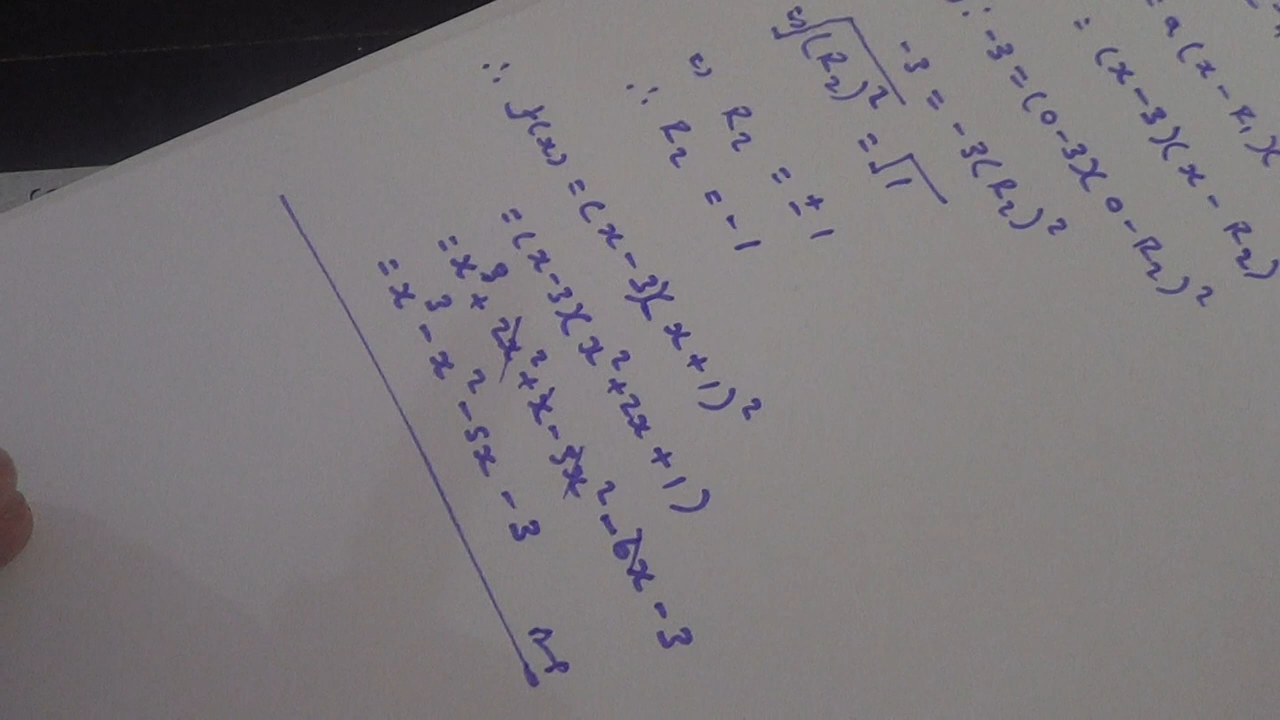 = a(x - R₁)(
= (x - 3)(x - R₂)
: -3 = (0 - 3)(0 - R₂)²
-3 = -3(R₂)²
√(R₂)² = √1
R₂ = ± 1
∴ R₂ = -1
∴ f(x) = (x - 3)(x + 1)²
= (x - 3)(x² + 2x + 1)
= x³ + 2x² + x - 3x² - 6x - 3
= x³ - x² - 5x - 3